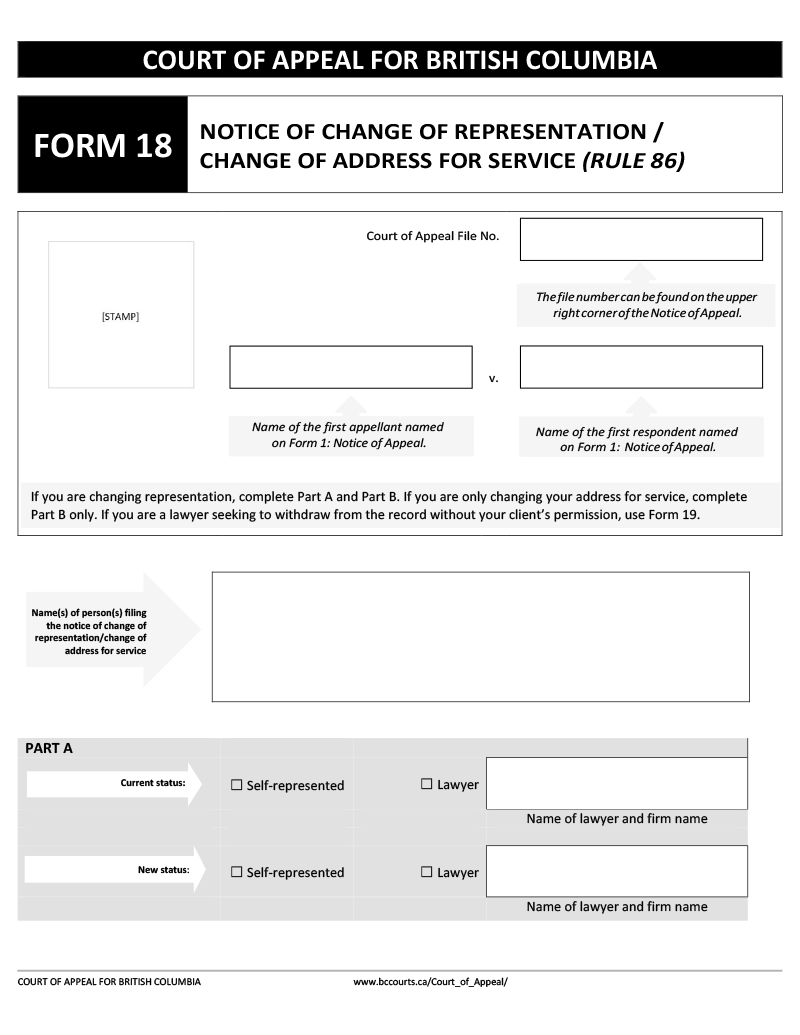 COURT OF APPEAL FOR BRITISH COLUMBIA
FORM 18
NOTICE OF CHANGE OF REPRESENTATION /
CHANGE OF ADDRESS FOR SERVICE (RULE 86)
Court of Appeal File No.
[STAMP]
The file number can be found on the upper
right corner of the Notice of Appeal.
v.
Name of the first appellant named
on Form 1: Notice of Appeal.
Name of the first respondent named
on Form 1: Notice of Appeal.
If you are changing representation, complete Part A and Part B. If you are only changing your address for service, complete
Part B only. If you are a lawyer seeking to withdraw from the record without your client’s permission, use Form 19.
Name(s) of person(s) filing
the notice of change of
representation/change of
address for service
PART A
Current status:
☐ Self-represented
☐ Lawyer
Name of lawyer and firm name
New status:
☐ Self-represented
☐ Lawyer
Name of lawyer and firm name
COURT OF APPEAL FOR BRITISH COLUMBIA
www.bccourts.ca/Court_of_Appeal/